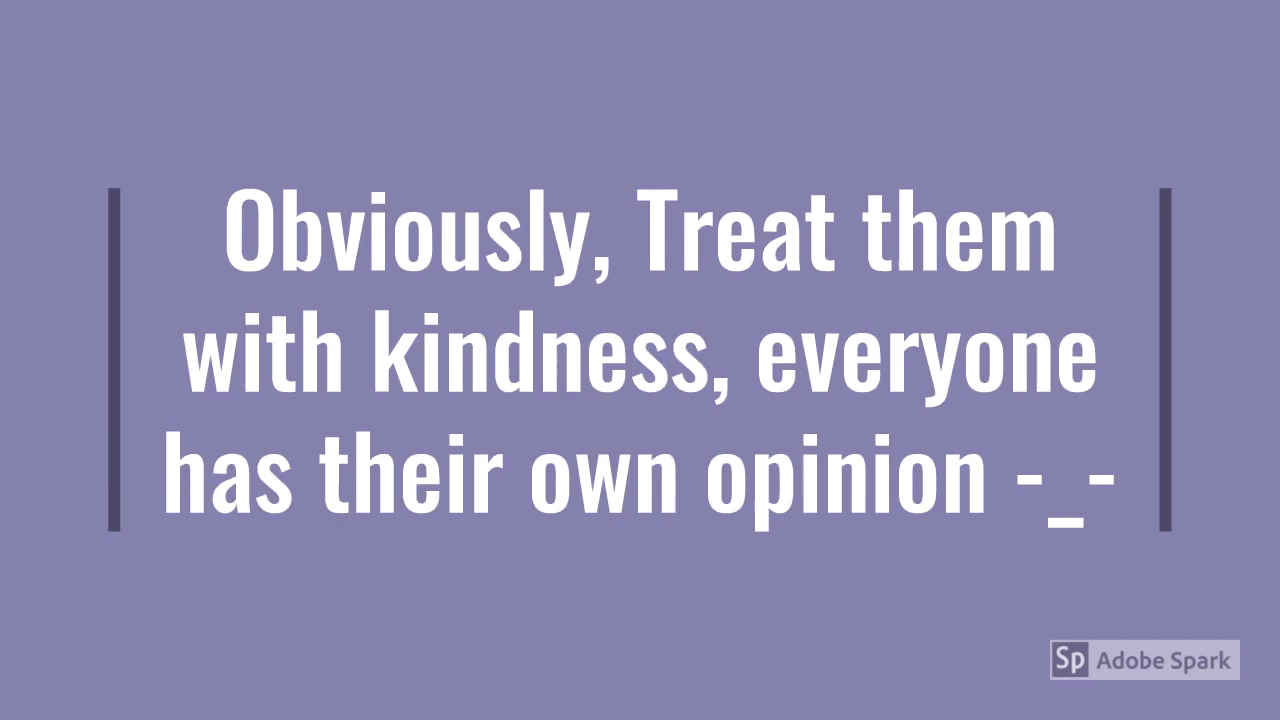 Obviously, Treat them
with kindness, everyone
has their own opinion -_-
Sp Adobe Spark